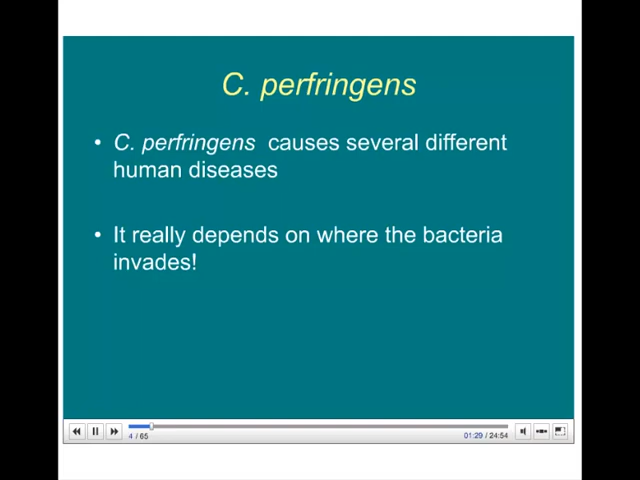 C. perfringens
• C. perfringens causes several different
human diseases
• It really depends on where the bacteria
invades!
4 / 65
01:29 / 24:54